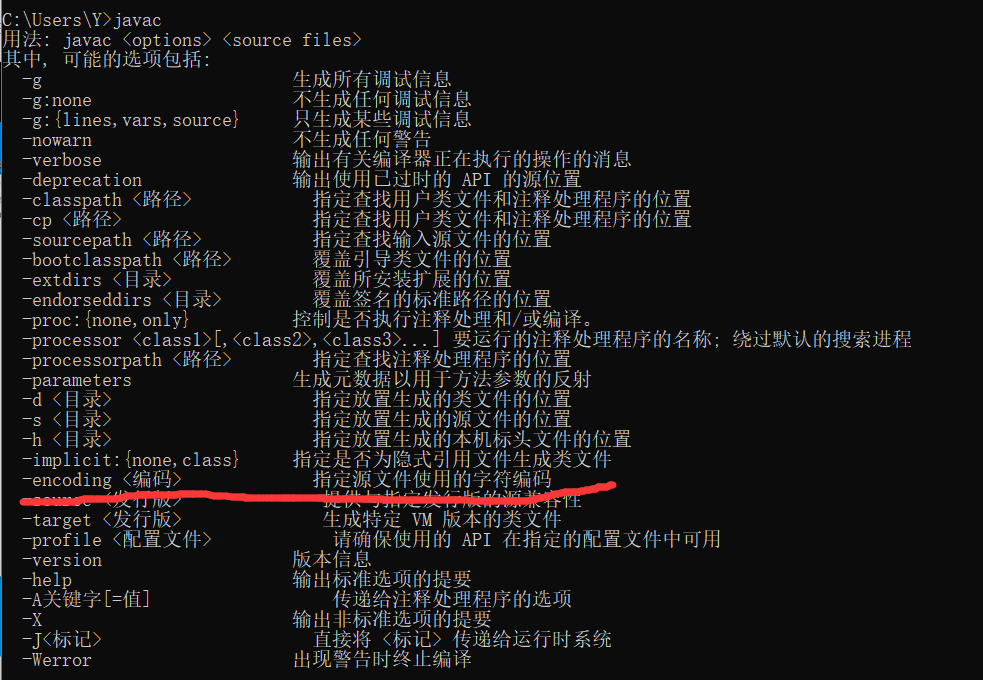 C:\Users\Y>javac
用法: javac <options> <source files>
其中, 可能的选项包括:
-g 生成所有调试信息
-g:none 不生成任何调试信息
-g:{lines,vars,source} 只生成某些调试信息
-nowarn 不生成任何警告
-verbose 输出有关编译器正在执行的操作的消息
-deprecation 输出使用已过时的 API 的源位置
-classpath <路径> 指定查找用户类文件和注释处理程序的位置
-cp <路径> 指定查找用户类文件和注释处理程序的位置
-sourcepath <路径> 指定查找输入源文件的位置
-bootclasspath <路径> 覆盖引导类文件的位置
-extdirs <目录> 覆盖所安装扩展的位置
-endorseddirs <目录> 覆盖签名的标准路径的位置
-proc:{none,only} 控制是否执行注释处理和/或编译。
-processor <class1>[,<class2>,<class3>...] 要运行的注释处理程序的名称; 绕过默认的搜索进程
-processorpath <路径> 指定查找注释处理程序的位置
-parameters 生成元数据以用于方法参数的反射
-d <目录> 指定放置生成的类文件的位置
-s <目录> 指定放置生成的源文件的位置
-h <目录> 指定放置生成的本机标头文件的位置
-implicit:{none,class} 指定是否为隐式引用文件生成类文件
-encoding <编码> 指定源文件使用的字符编码
-source <发行版> 提供与指定发行版的源兼容性
-target <发行版> 生成特定 VM 版本的类文件
-profile <配置文件> 请确保使用的 API 在指定的配置文件中可用
-version 版本信息
-help 输出标准选项的提要
-A关键字[=值] 传递给注释处理程序的选项
-X 输出非标准选项的提要
-J<标记> 直接将 <标记> 传递给运行时系统
-Werror 出现警告时终止编译